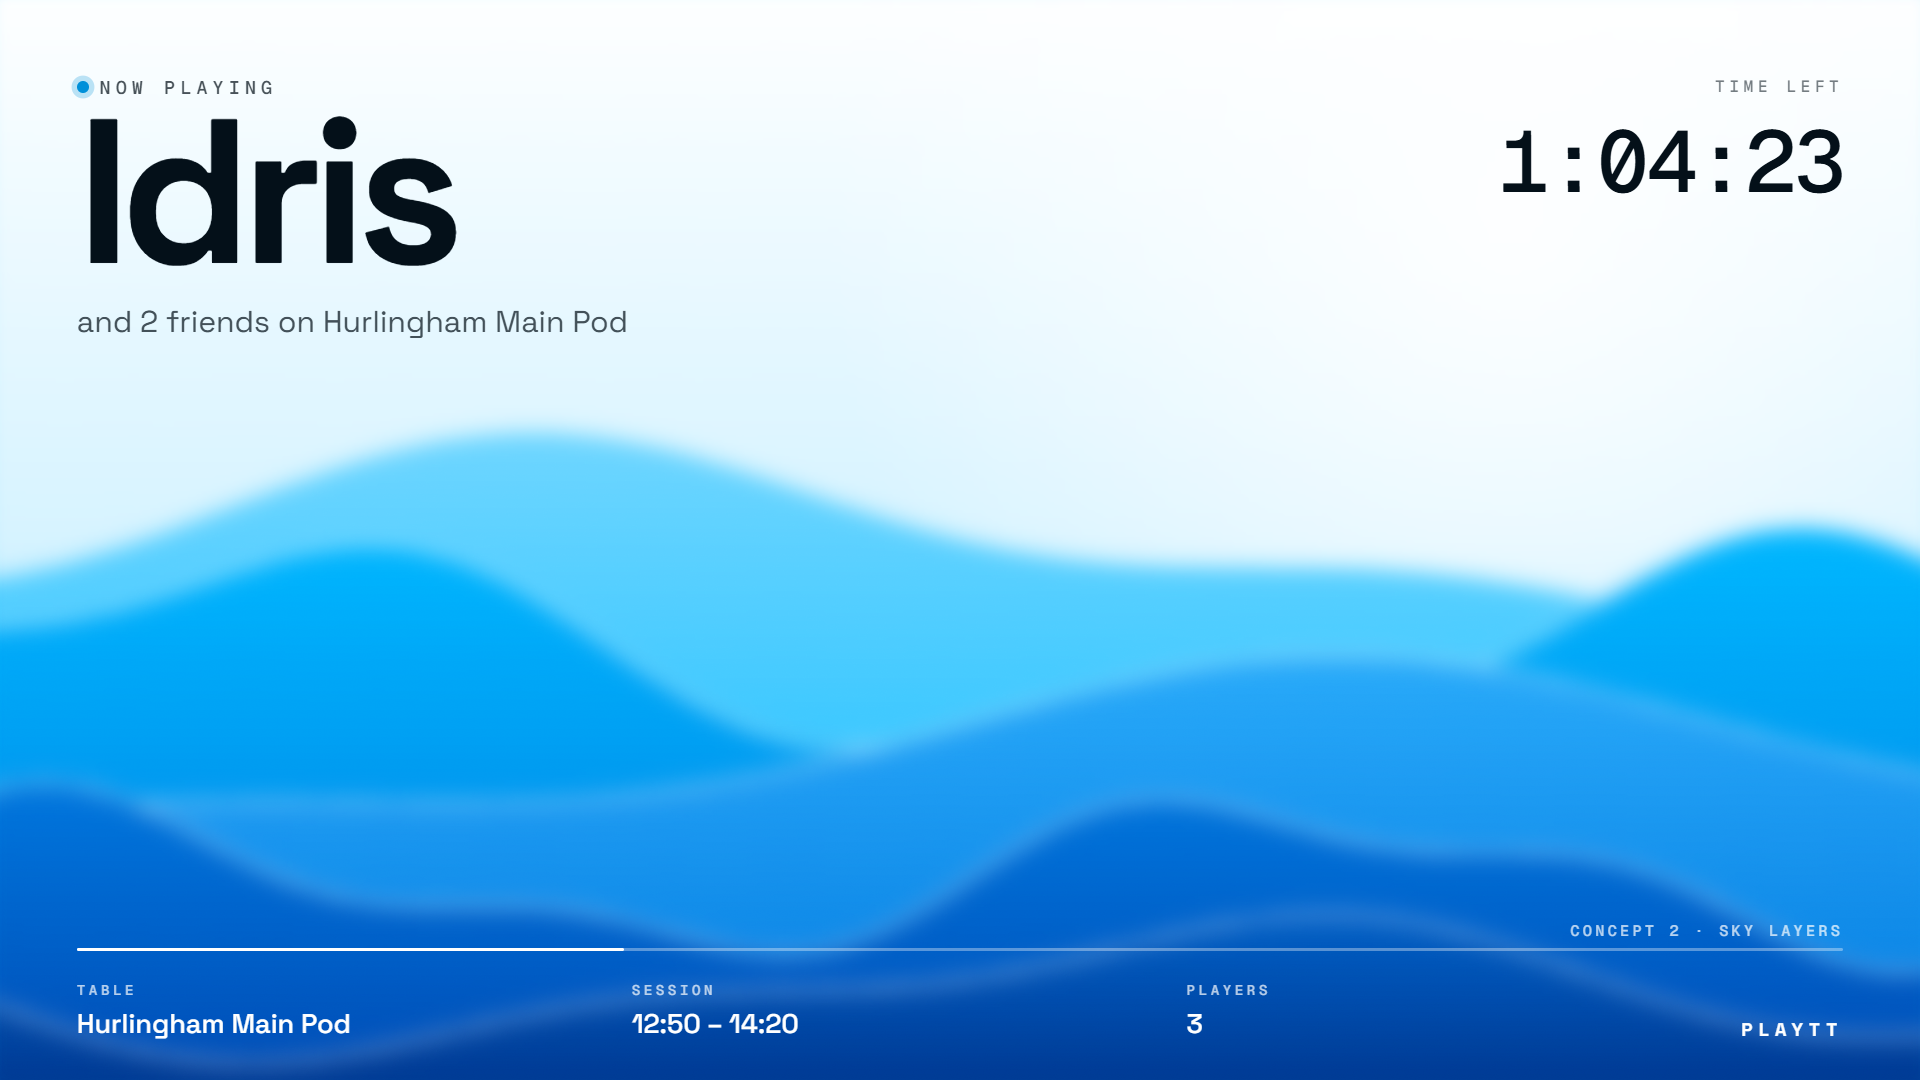 NOW PLAYING
Idris
and 2 friends on Hurlingham Main Pod
TIME LEFT
1:04:23
CONCEPT 2 · SKY LAYERS
TABLE
Hurlingham Main Pod
SESSION
12:50 – 14:20
PLAYERS
3
PLAYTT